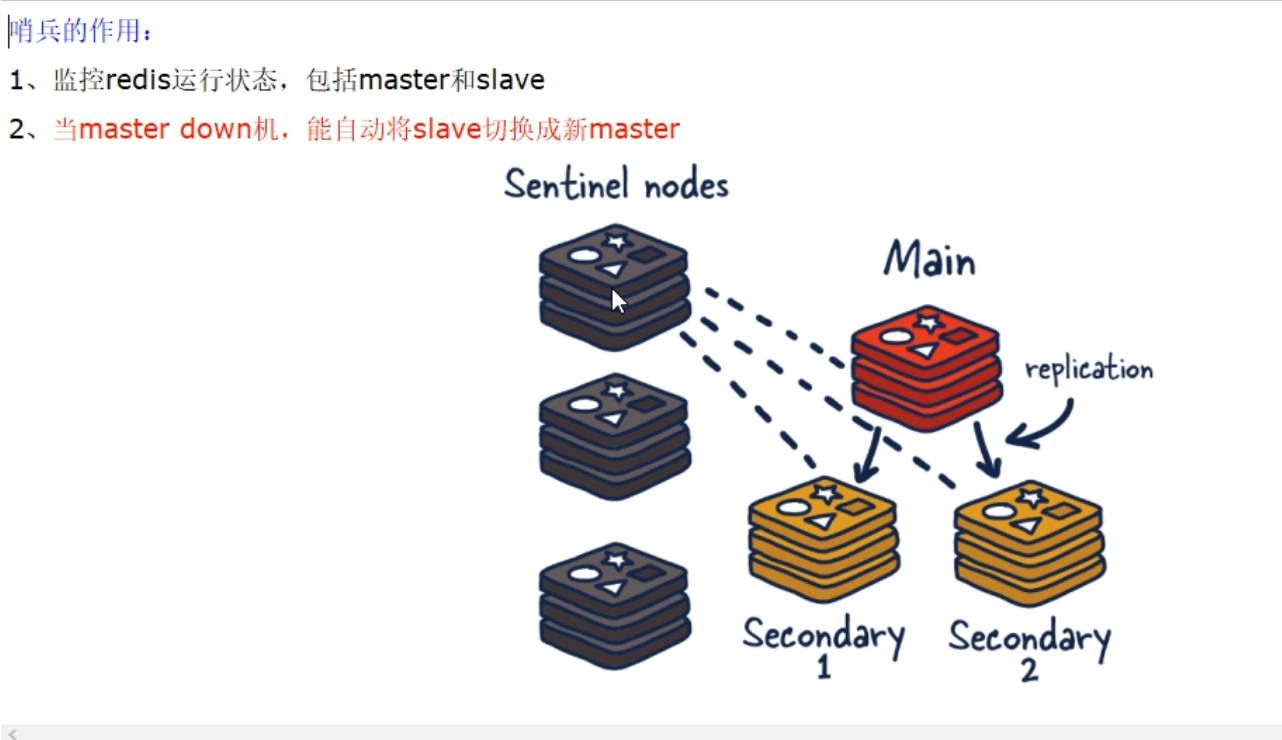 哨兵的作用：
1、监控redis运行状态，包括master和slave
2、当master down机，能自动将slave切换成新master
Sentinel nodes
Main
replication
Secondary
1
Secondary
2